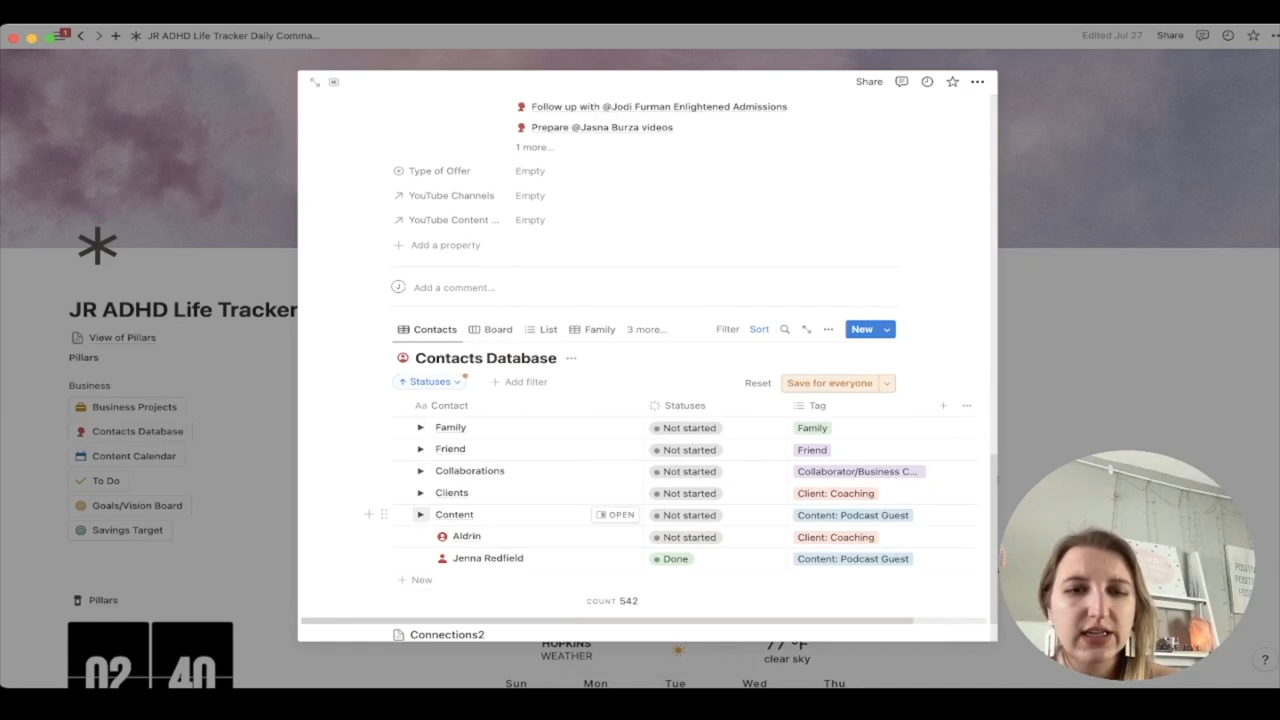 1
JR ADHD Life Tracker Daily Comma...
Edited Jul 27
Share
Share
Follow up with @Jodi Furman Enlightened Admissions
Prepare @Jasna Burza videos
1 more...
Type of Offer Empty
YouTube Channels Empty
YouTube Content ... Empty
Add a property
J Add a comment...
Contacts Board List Family 3 more... Filter Sort New
Contacts Database
Statuses Add filter Reset Save for everyone
Aa Contact Statuses Tag
Family Not started Family
Friend Not started Friend
Collaborations Not started Collaborator/Business C...
Clients Not started Client: Coaching
Content OPEN Not started Content: Podcast Guest
Aldrin Not started Client: Coaching
Jenna Redfield Done Content: Podcast Guest
New
COUNT 542
Connections2
JR ADHD Life Tracker
View of Pillars
Pillars
Business
Business Projects
Contacts Database
Content Calendar
To Do
Goals/Vision Board
Savings Target
Pillars
02 40
HOPKINS
WEATHER
77°F
clear sky
Sun Mon Tue Wed Thu
?